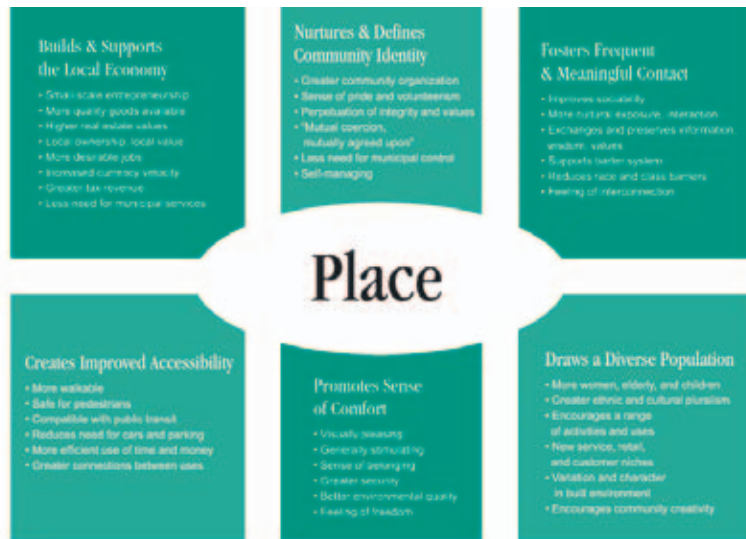 Builds & Supports
the Local Economy
• Small-scale entrepreneurship
• More quality goods available
• Higher real estate values
• Local ownership, local value
• More desirable jobs
• Increased currency velocity
• Greater tax revenue
• Less need for municipal services
Nurtures & Defines
Community Identity
• Greater community organization
• Sense of pride and volunteerism
• Perpetuation of integrity and values
• "Mutual coercion,
mutually agreed upon"
• Less need for municipal control
• Self-managing
Fosters Frequent
& Meaningful Contact
• Improves sociability
• More cultural exposure, interaction
• Exchanges and preserves information
wisdom, values
• Supports barter system
• Reduces race and class barriers
• Feeling of interconnection
Place
Creates Improved Accessibility
• More walkable
• Safe for pedestrians
• Compatible with public transit
• Reduces need for cars and parking
• More efficient use of time and money
• Greater connections between uses
Promotes Sense
of Comfort
• Visually pleasing
• Generally stimulating
• Sense of belonging
• Greater security
• Better environmental quality
• Feeling of freedom
Draws a Diverse Population
• More women, elderly, and children
• Greater ethnic and cultural pluralism
• Encourages a range
of activities and uses
• New service, retail,
and customer niches
• Variation and character
in built environment
• Encourages community creativity